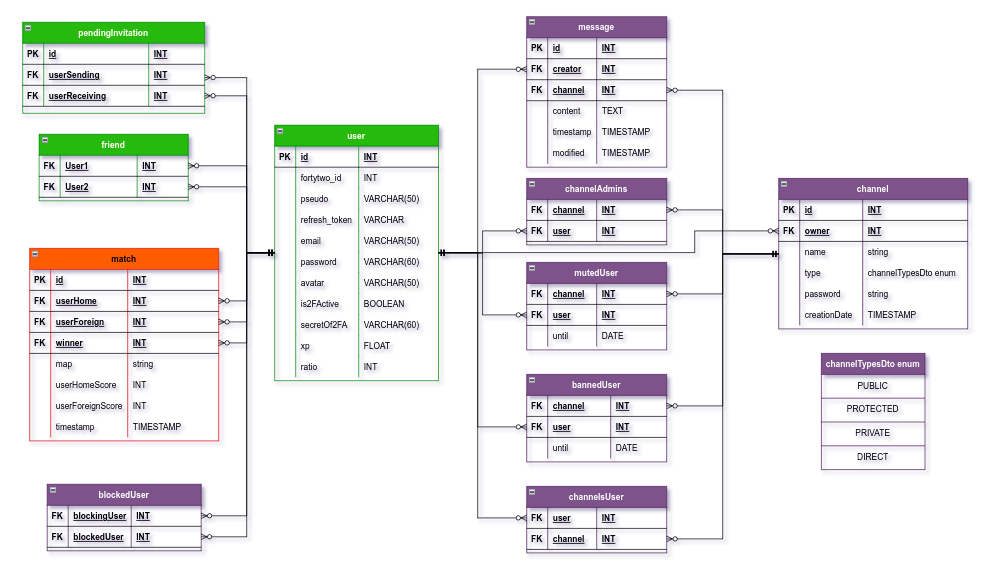 pendingInvitation
PK id INT
FK userSending INT
FK userReceiving INT
friend
FK User1 INT
FK User2 INT
match
PK id INT
FK userHome INT
FK userForeign INT
FK winner INT
map string
userHomeScore INT
userForeignScore INT
timestamp TIMESTAMP
blockedUser
FK blockingUser INT
FK blockedUser INT
user
PK id INT
fortytwo_id INT
pseudo VARCHAR(50)
refresh_token VARCHAR
email VARCHAR(50)
password VARCHAR(60)
avatar VARCHAR(50)
is2FActive BOOLEAN
secretOf2FA VARCHAR(60)
xp FLOAT
ratio INT
message
PK id INT
FK creator INT
FK channel INT
content TEXT
timestamp TIMESTAMP
modified TIMESTAMP
channelAdmins
FK channel INT
FK user INT
mutedUser
FK channel INT
FK user INT
until DATE
bannedUser
FK channel INT
FK user INT
until DATE
channelsUser
FK user INT
FK channel INT
channel
PK id INT
FK owner INT
name string
type channelTypesDto enum
password string
creationDate TIMESTAMP
channelTypesDto enum
PUBLIC
PROTECTED
PRIVATE
DIRECT